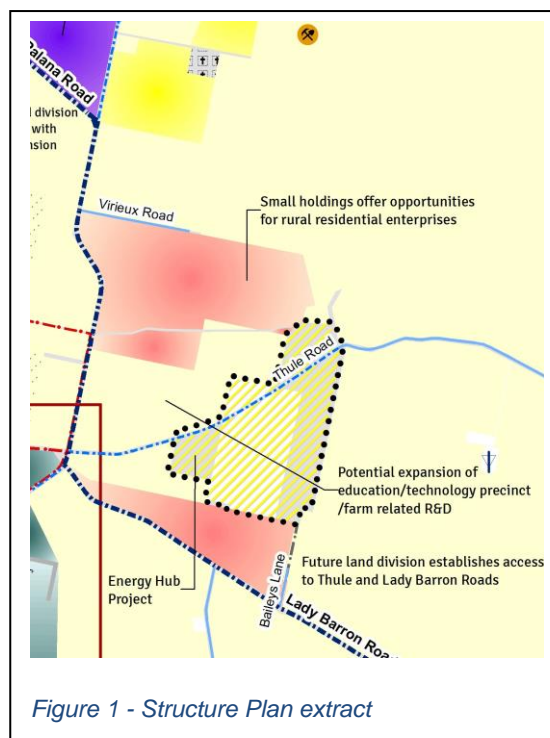 Palana Road
division
with
nsion
Virieux Road
Small holdings offer opportunities
for rural residential enterprises
Thule Road
Potential expansion of
education/technology precinct
/farm related R&D
Energy Hub
Project
Future land division establishes access
to Thule and Lady Barron Roads
Baileys Lane
Lady Barron Road
Figure 1 - Structure Plan extract